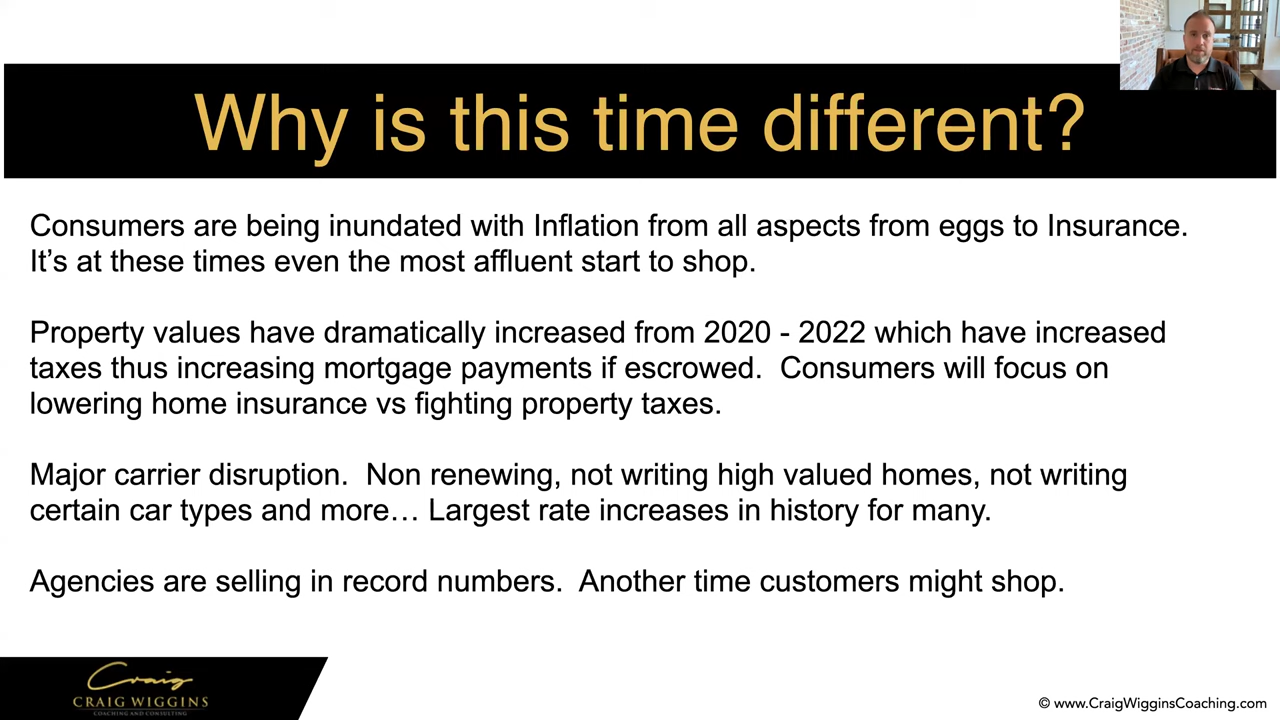 Why is this time different?
Consumers are being inundated with Inflation from all aspects from eggs to Insurance.
It's at these times even the most affluent start to shop.
Property values have dramatically increased from 2020 - 2022 which have increased
taxes thus increasing mortgage payments if escrowed.  Consumers will focus on
lowering home insurance vs fighting property taxes.
Major carrier disruption.  Non renewing, not writing high valued homes, not writing
certain car types and more… Largest rate increases in history for many.
Agencies are selling in record numbers.  Another time customers might shop.
Craig
CRAIG WIGGINS
COACHING AND CONSULTING
© www.CraigWigginsCoaching.com